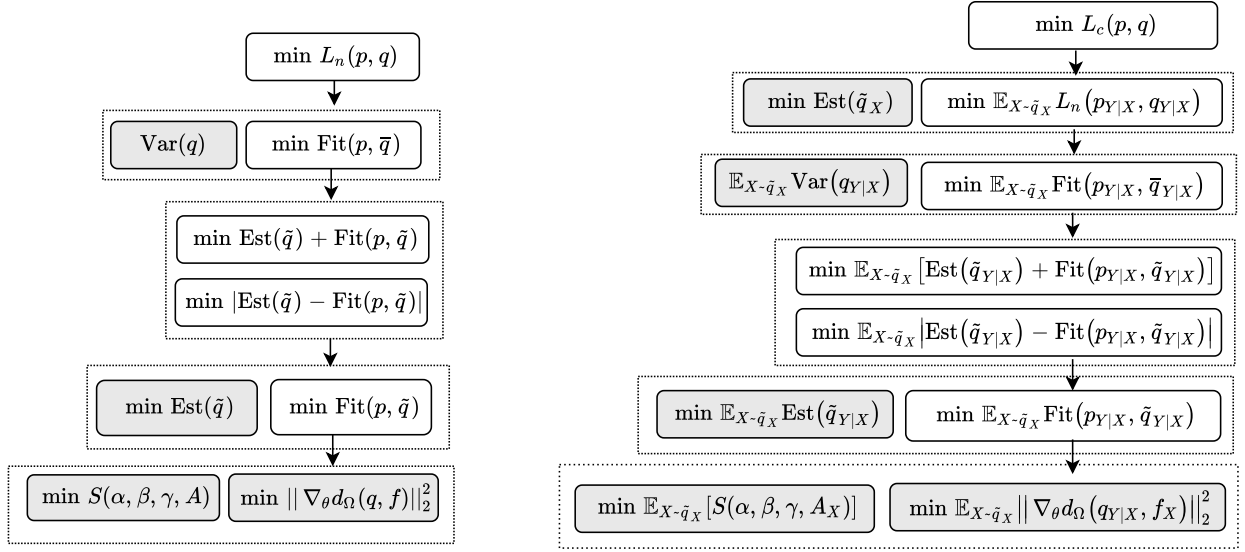 min L_n(p, q)
Var(q)
min Fit(p, q̅)
min Est(q̃) + Fit(p, q̃)
min |Est(q̃) − Fit(p, q̃)|
min Est(q̃)
min Fit(p, q̃)
min S(α, β, γ, A)
min ||∇_θ d_Ω(q, f)||_2^2
min L_c(p, q)
min Est(q̃_X)
min 𝔼_{X~q̃_X} L_n(p_{Y|X}, q_{Y|X})
𝔼_{X~q̃_X} Var(q_{Y|X})
min 𝔼_{X~q̃_X} Fit(p_{Y|X}, q̅_{Y|X})
min 𝔼_{X~q̃_X} [Est(q̃_{Y|X}) + Fit(p_{Y|X}, q̃_{Y|X})]
min 𝔼_{X~q̃_X} |Est(q̃_{Y|X}) − Fit(p_{Y|X}, q̃_{Y|X})|
min 𝔼_{X~q̃_X} Est(q̃_{Y|X})
min 𝔼_{X~q̃_X} Fit(p_{Y|X}, q̃_{Y|X})
min 𝔼_{X~q̃_X} [S(α, β, γ, A_X)]
min 𝔼_{X~q̃_X} ||∇_θ d_Ω(q_{Y|X}, f_X)||_2^2